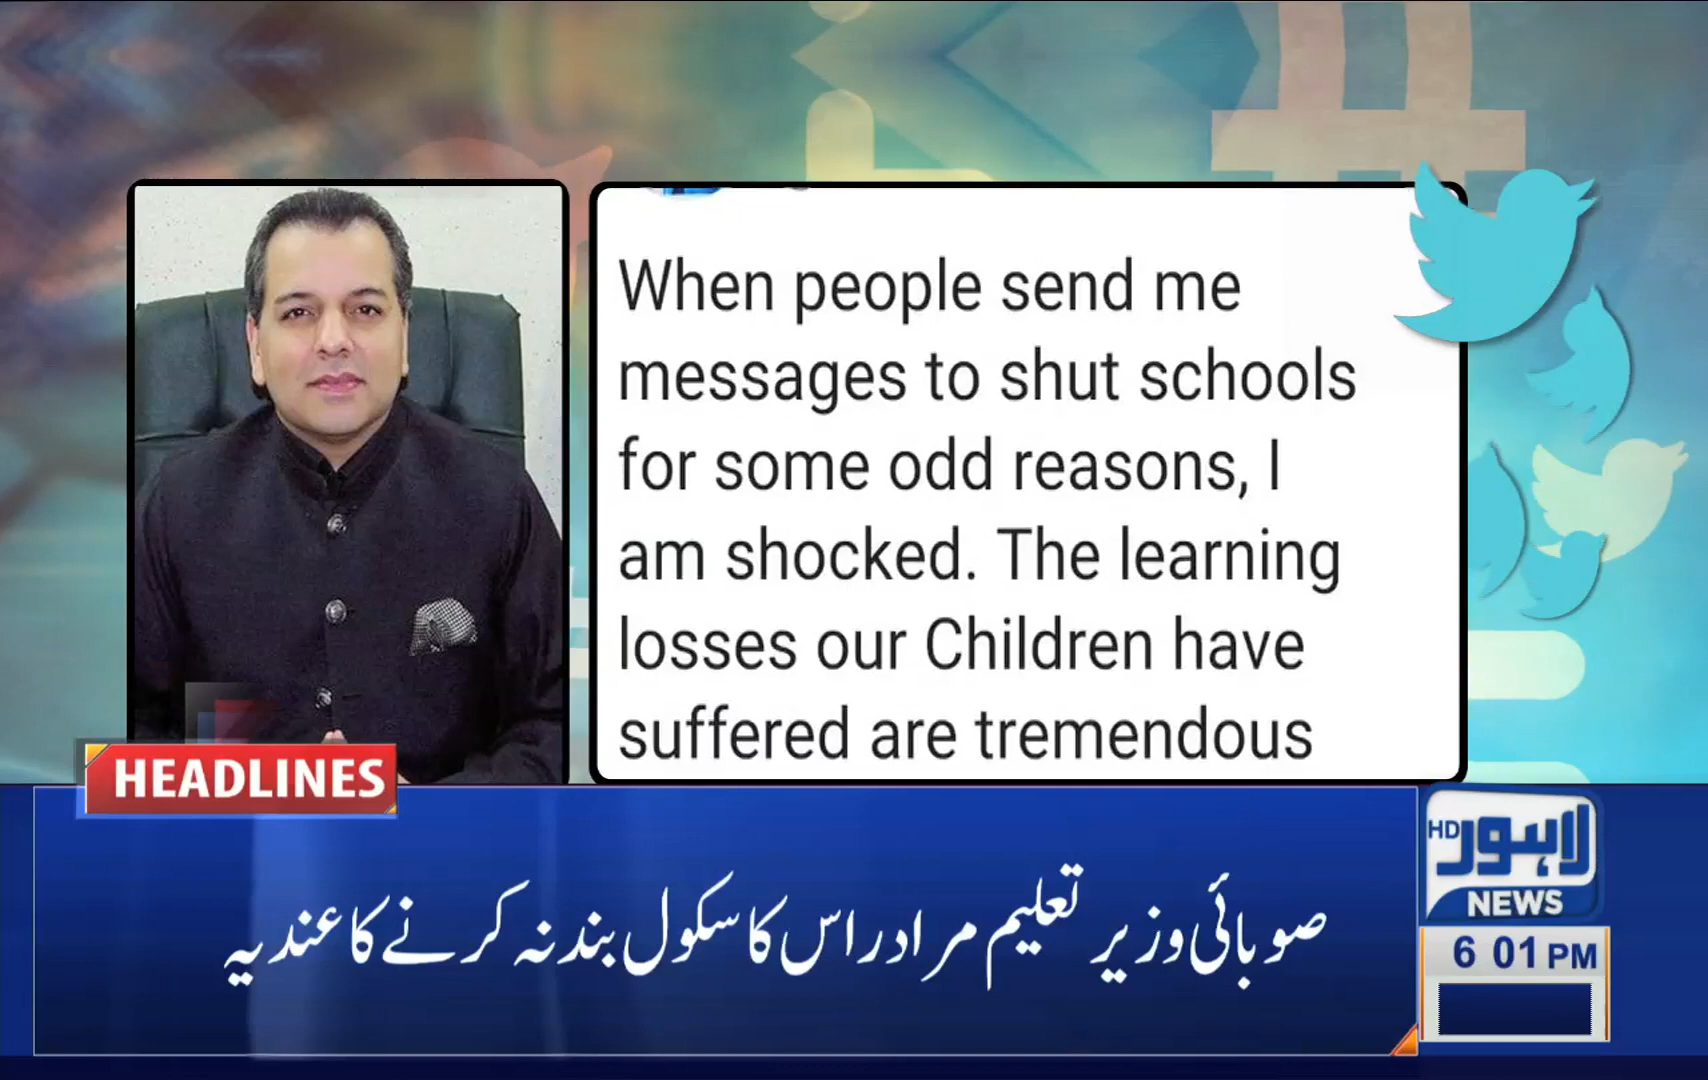 When people send me
messages to shut schools
for some odd reasons, I
am shocked. The learning
losses our Children have
suffered are tremendous
HEADLINES
صوبائی وزیر تعلیم مراد راس کا سکول بند نہ کرنے کا عندیہ
HD لاہور
NEWS
6 01 PM